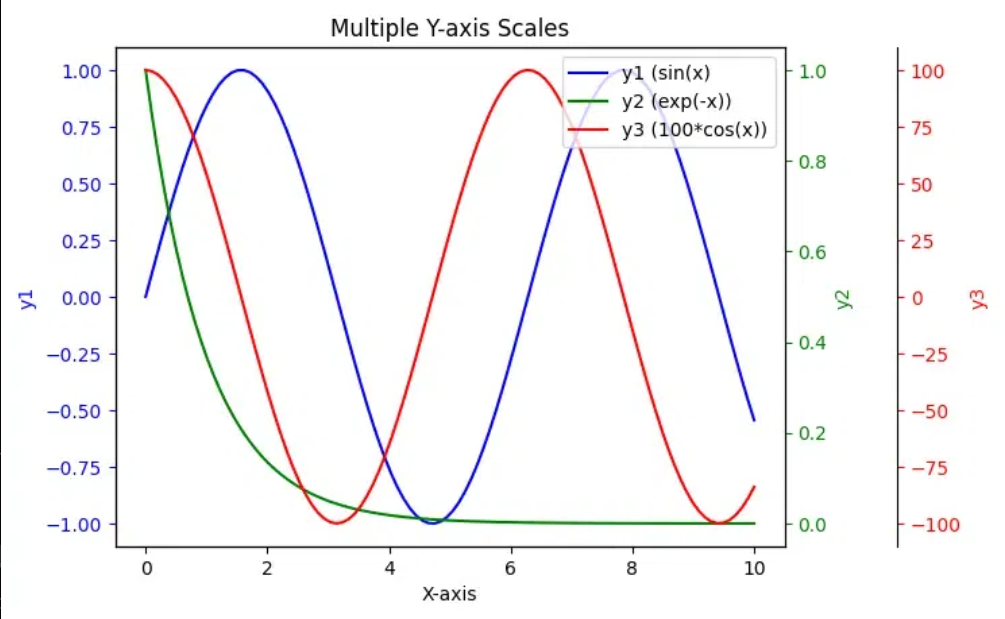 Multiple Y-axis Scales
y1 (sin(x)
y2 (exp(-x))
y3 (100*cos(x))
1.00
0.75
0.50
0.25
0.00
−0.25
−0.50
−0.75
−1.00
y1
1.0
0.8
0.6
0.4
0.2
0.0
y2
100
75
50
25
0
−25
−50
−75
−100
y3
0 2 4 6 8 10
X-axis